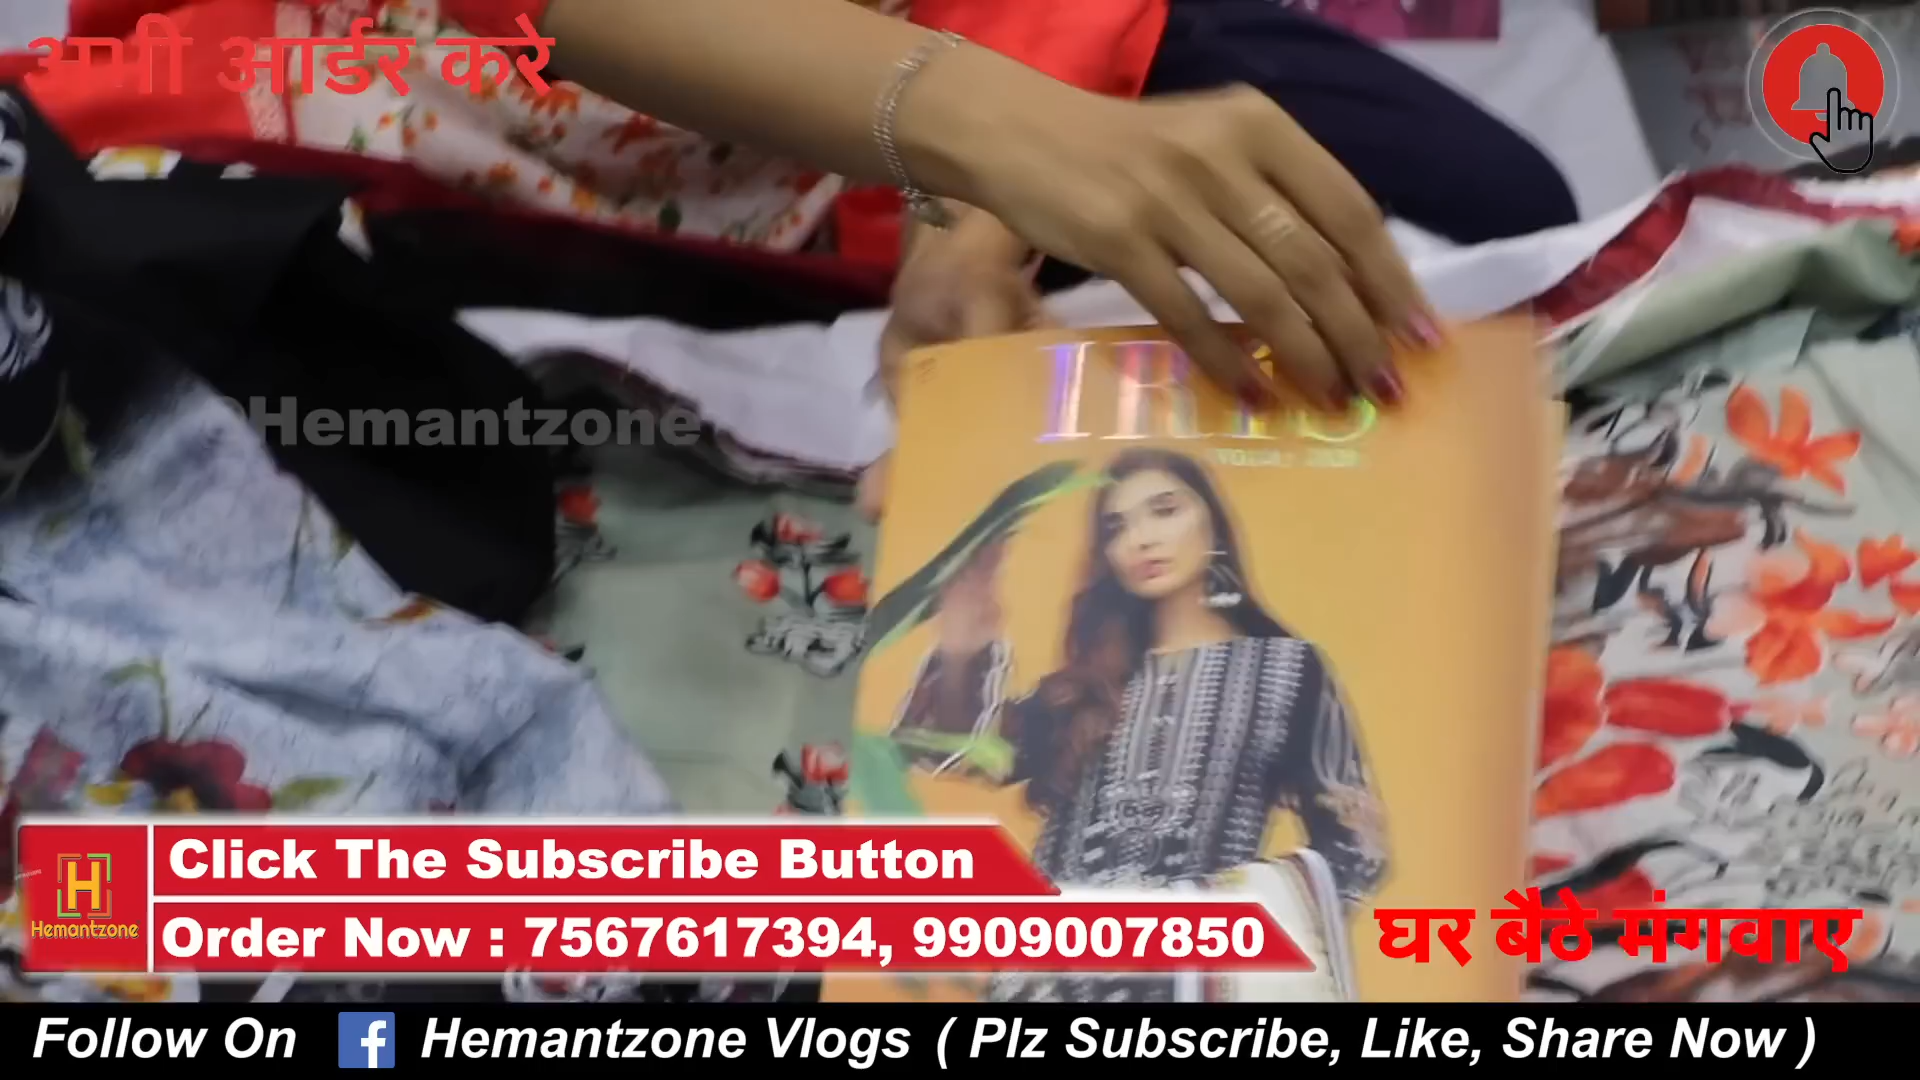 अभी आर्डर करे
@Hemantzone
IRIS
Click The Subscribe Button
Order Now : 7567617394, 9909007850
H
Hemantzone
घर बैठे मंगवाए
Follow On f Hemantzone Vlogs ( Plz Subscribe, Like, Share Now )